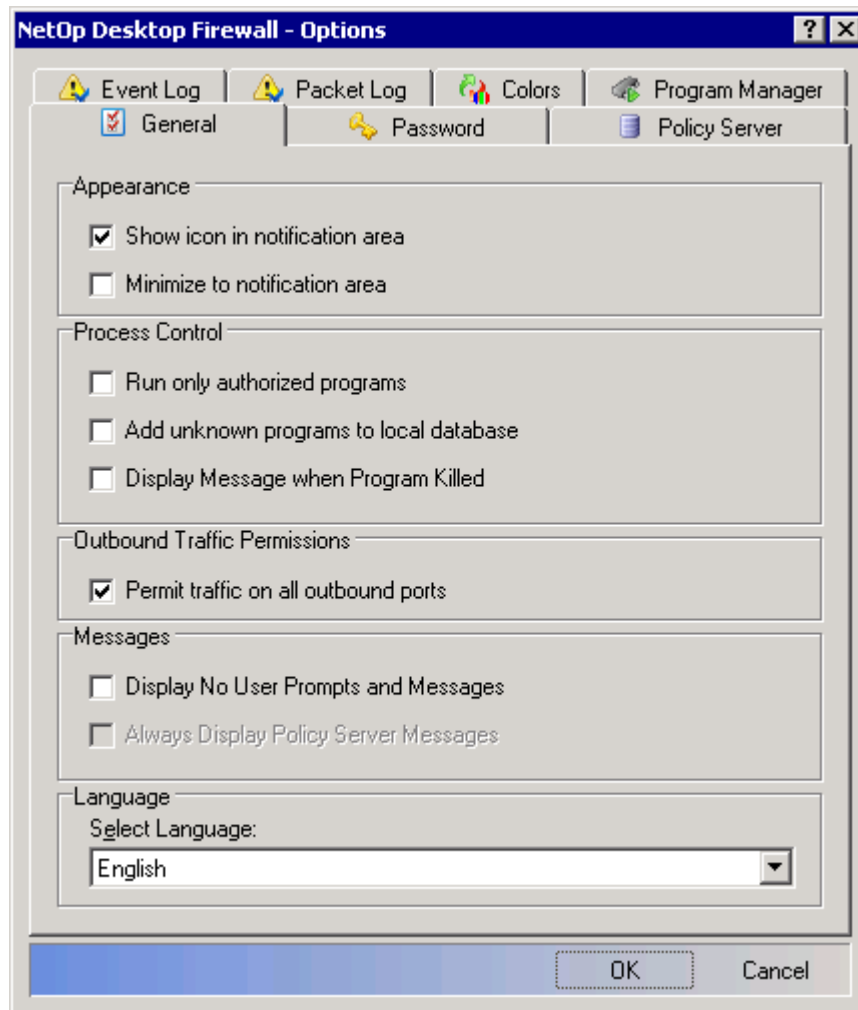 NetOp Desktop Firewall - Options
Event Log Packet Log Colors Program Manager
General Password Policy Server
Appearance
Show icon in notification area
Minimize to notification area
Process Control
Run only authorized programs
Add unknown programs to local database
Display Message when Program Killed
Outbound Traffic Permissions
Permit traffic on all outbound ports
Messages
Display No User Prompts and Messages
Always Display Policy Server Messages
Language
Select Language:
English
OK Cancel